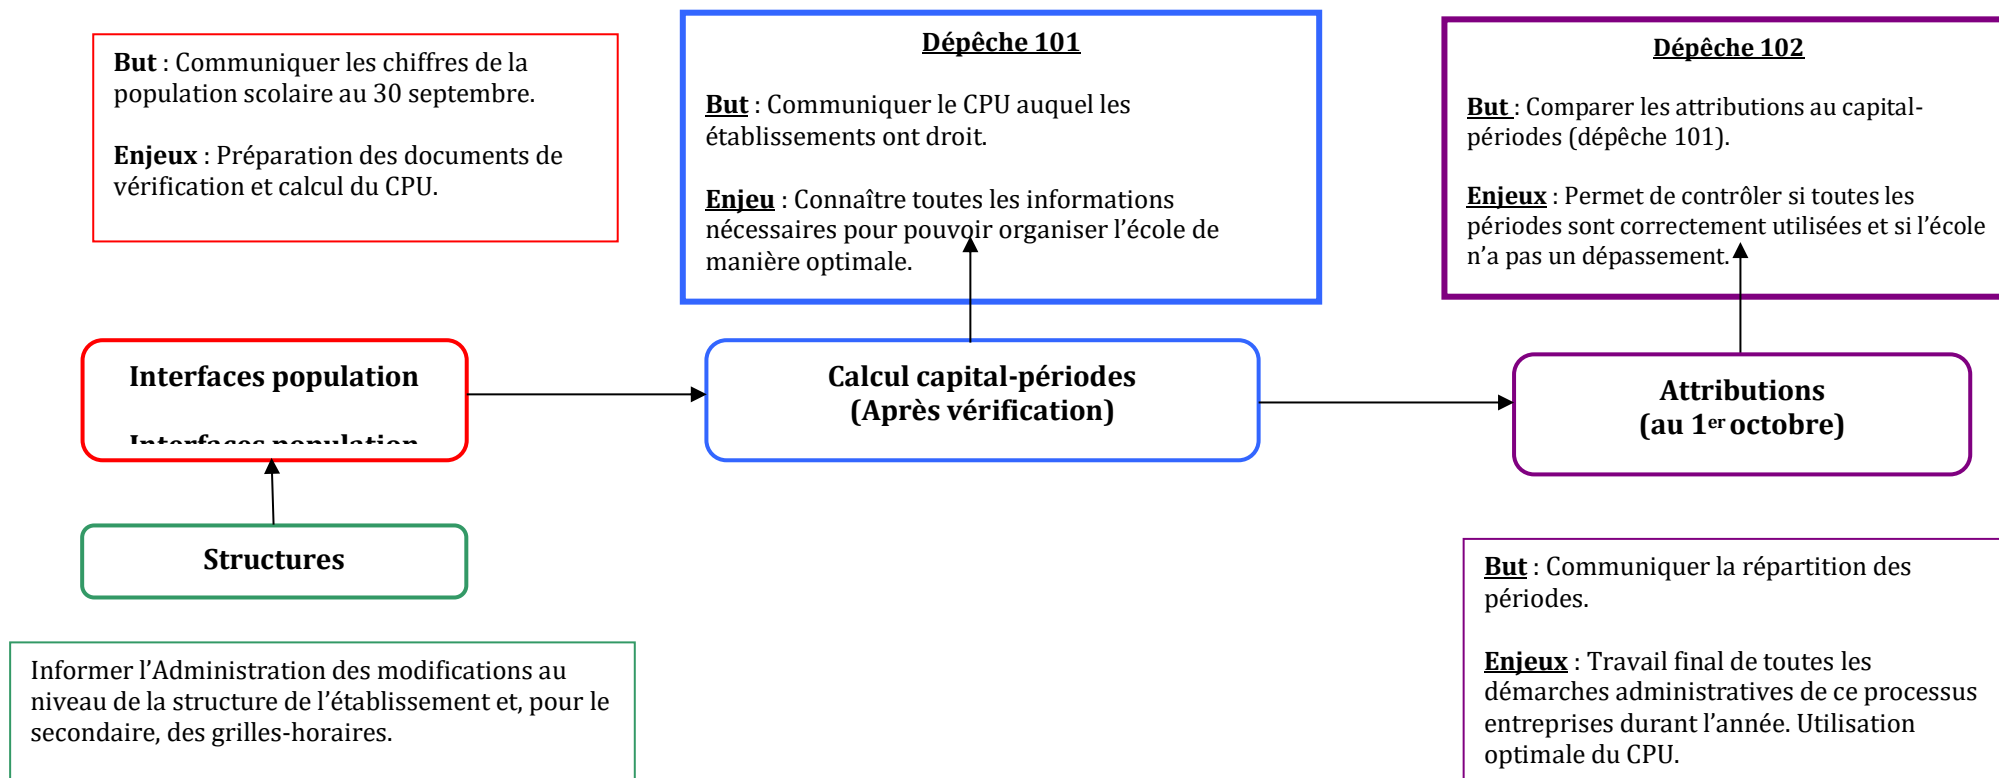 But : Communiquer les chiffres de la
population scolaire au 30 septembre.
Enjeux : Préparation des documents de
vérification et calcul du CPU.
Dépêche 101
But : Communiquer le CPU auquel les
établissements ont droit.
Enjeu : Connaître toutes les informations
nécessaires pour pouvoir organiser l’école de
manière optimale.
Dépêche 102
But : Comparer les attributions au capital-
périodes (dépêche 101).
Enjeux : Permet de contrôler si toutes les
périodes sont correctement utilisées et si l’école
n’a pas un dépassement.
Interfaces population
Interfaces population
Calcul capital-périodes
(Après vérification)
Attributions
(au 1er octobre)
Structures
Informer l’Administration des modifications au
niveau de la structure de l’établissement et, pour le
secondaire, des grilles-horaires.
But : Communiquer la répartition des
périodes.
Enjeux : Travail final de toutes les
démarches administratives de ce processus
entreprises durant l’année. Utilisation
optimale du CPU.